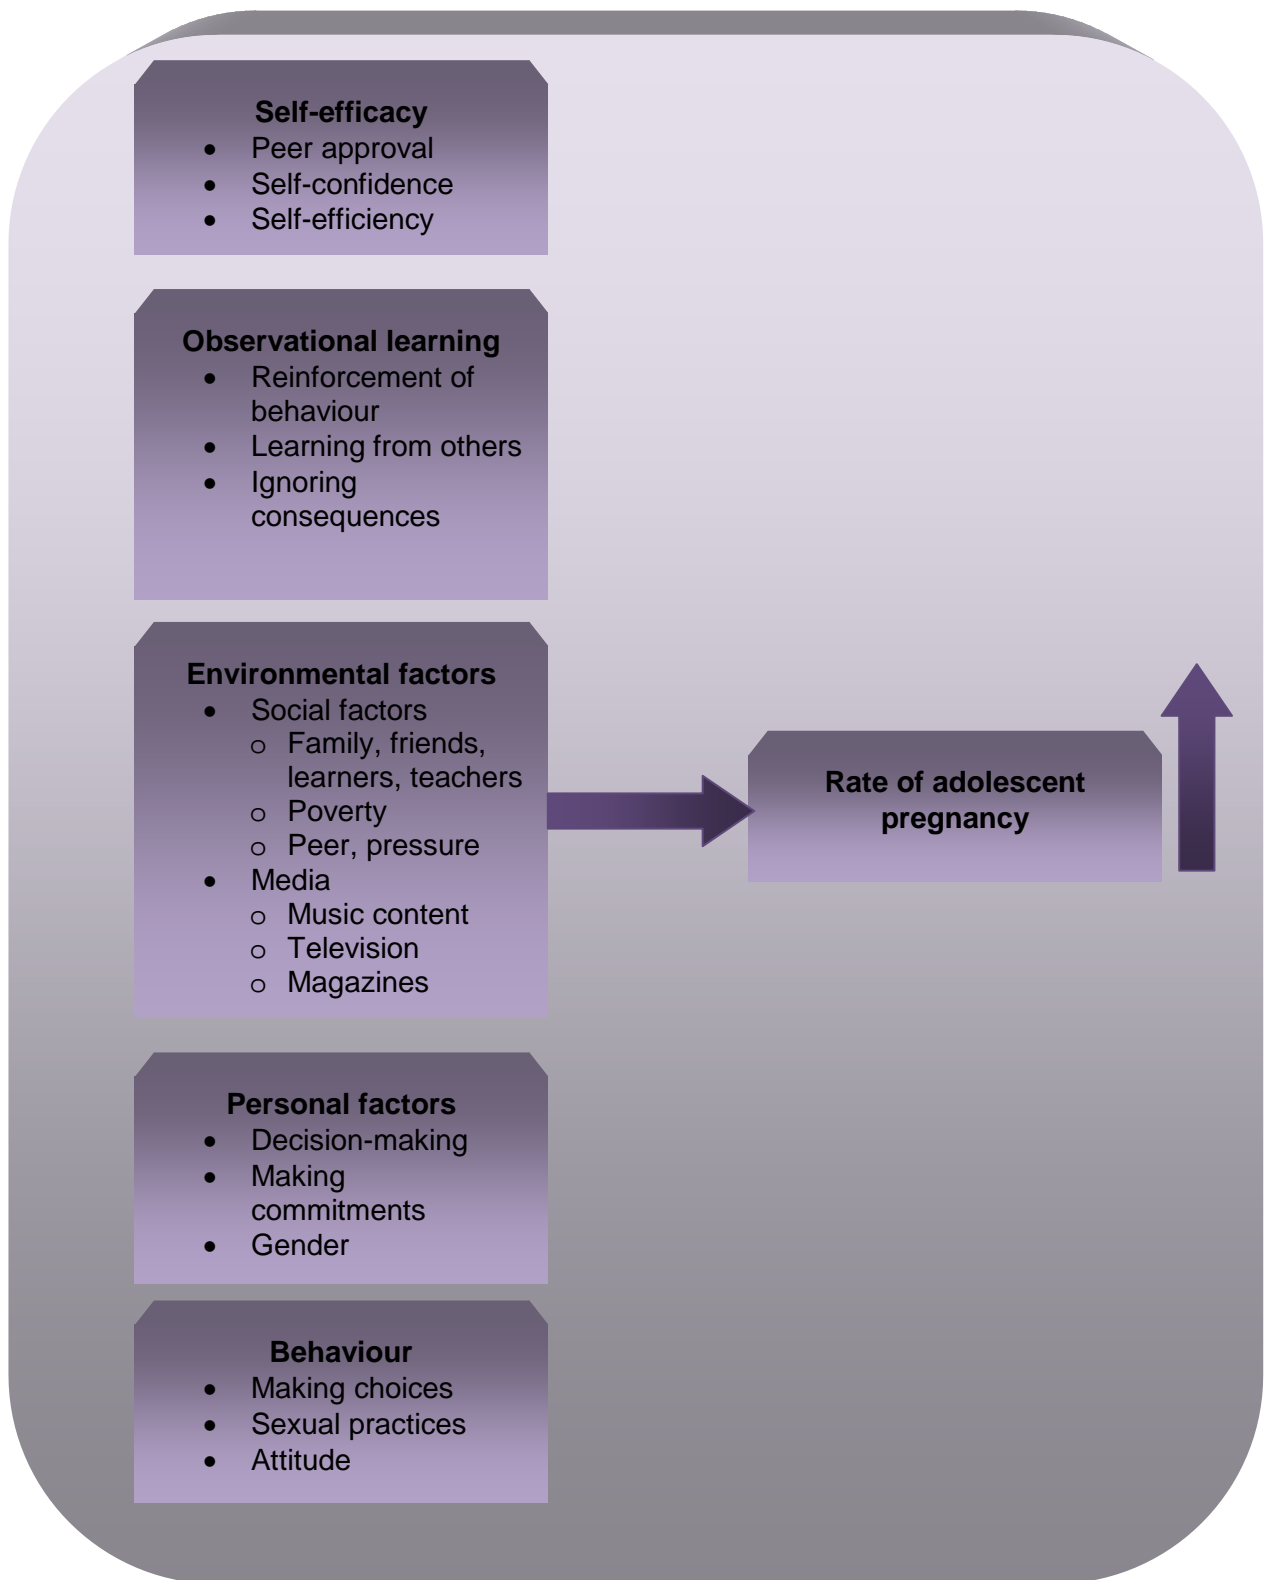 Self-efficacy
• Peer approval
• Self-confidence
• Self-efficiency
Observational learning
• Reinforcement of
behaviour
• Learning from others
• Ignoring
consequences
Environmental factors
• Social factors
o Family, friends,
learners, teachers
o Poverty
o Peer, pressure
• Media
o Music content
o Television
o Magazines
Rate of adolescent
pregnancy
Personal factors
• Decision-making
• Making
commitments
• Gender
Behaviour
• Making choices
• Sexual practices
• Attitude